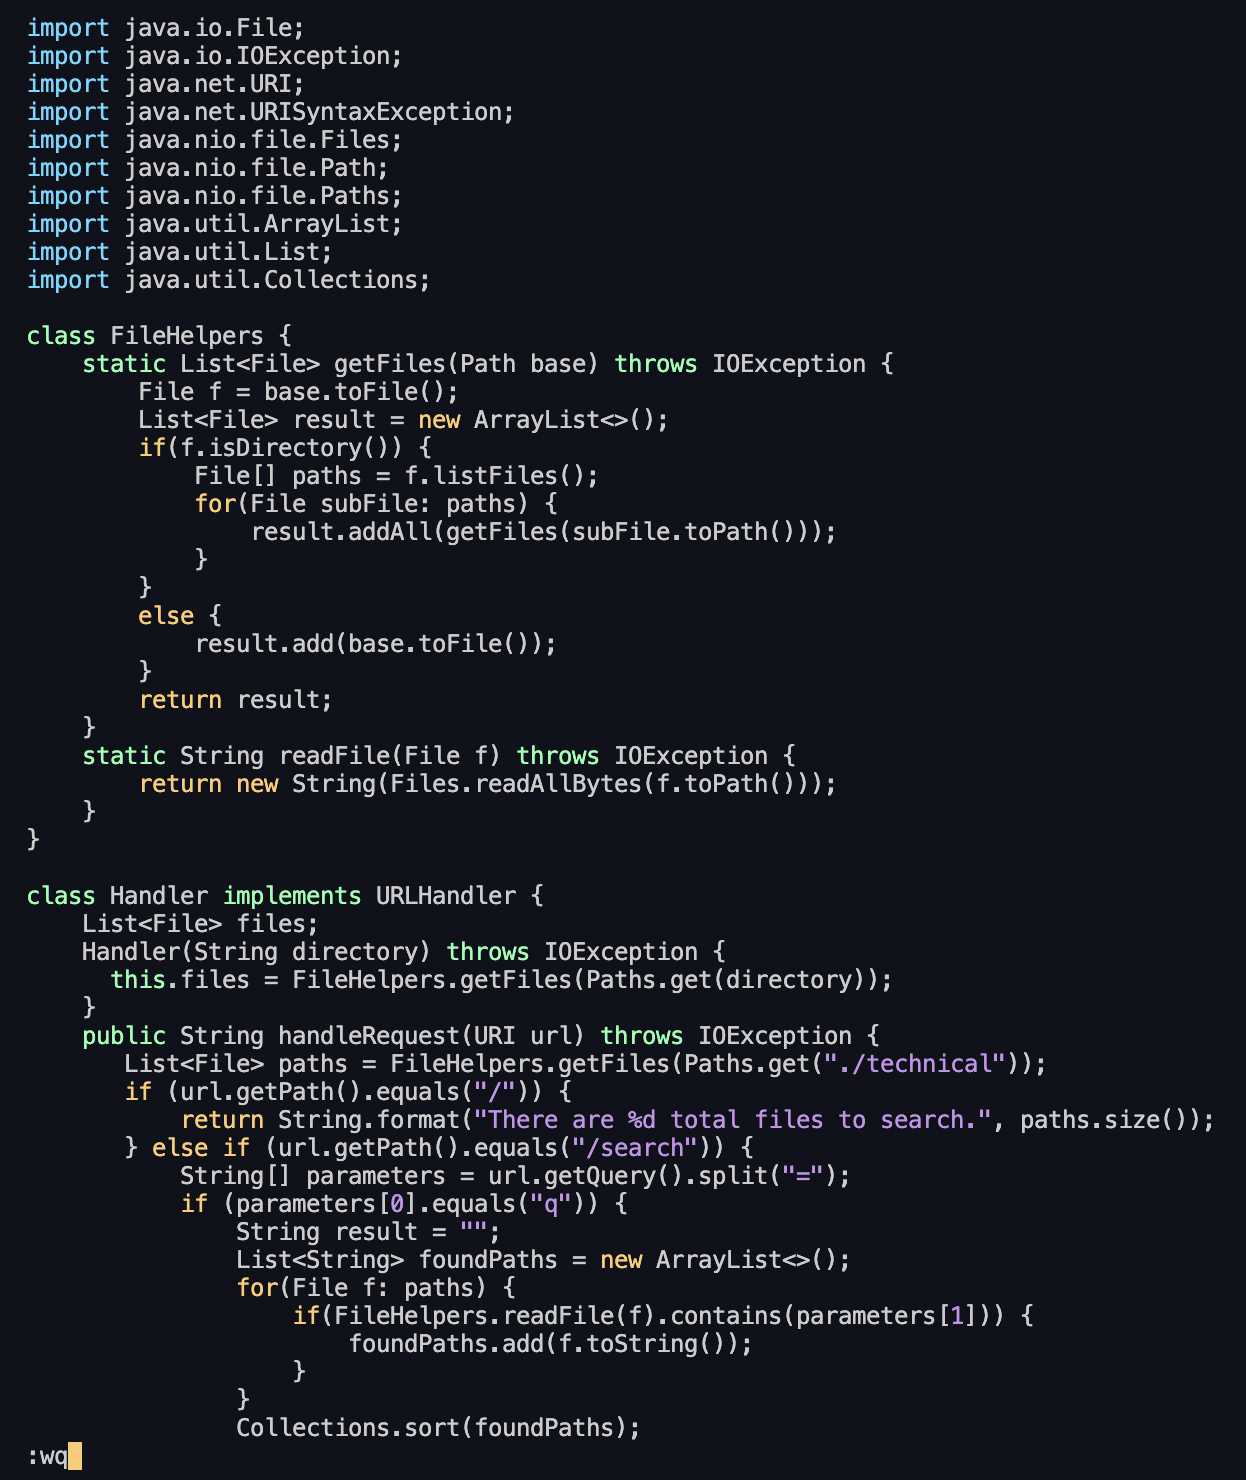 import java.io.File;
import java.io.IOException;
import java.net.URI;
import java.net.URISyntaxException;
import java.nio.file.Files;
import java.nio.file.Path;
import java.nio.file.Paths;
import java.util.ArrayList;
import java.util.List;
import java.util.Collections;

class FileHelpers {
    static List<File> getFiles(Path base) throws IOException {
        File f = base.toFile();
        List<File> result = new ArrayList<>();
        if(f.isDirectory()) {
            File[] paths = f.listFiles();
            for(File subFile: paths) {
                result.addAll(getFiles(subFile.toPath()));
            }
        }
        else {
            result.add(base.toFile());
        }
        return result;
    }
    static String readFile(File f) throws IOException {
        return new String(Files.readAllBytes(f.toPath()));
    }
}

class Handler implements URLHandler {
    List<File> files;
    Handler(String directory) throws IOException {
      this.files = FileHelpers.getFiles(Paths.get(directory));
    }
    public String handleRequest(URI url) throws IOException {
       List<File> paths = FileHelpers.getFiles(Paths.get("./technical"));
       if (url.getPath().equals("/")) {
           return String.format("There are %d total files to search.", paths.size());
       } else if (url.getPath().equals("/search")) {
           String[] parameters = url.getQuery().split("=");
           if (parameters[0].equals("q")) {
               String result = "";
               List<String> foundPaths = new ArrayList<>();
               for(File f: paths) {
                   if(FileHelpers.readFile(f).contains(parameters[1])) {
                       foundPaths.add(f.toString());
                   }
               }
               Collections.sort(foundPaths);
:wq